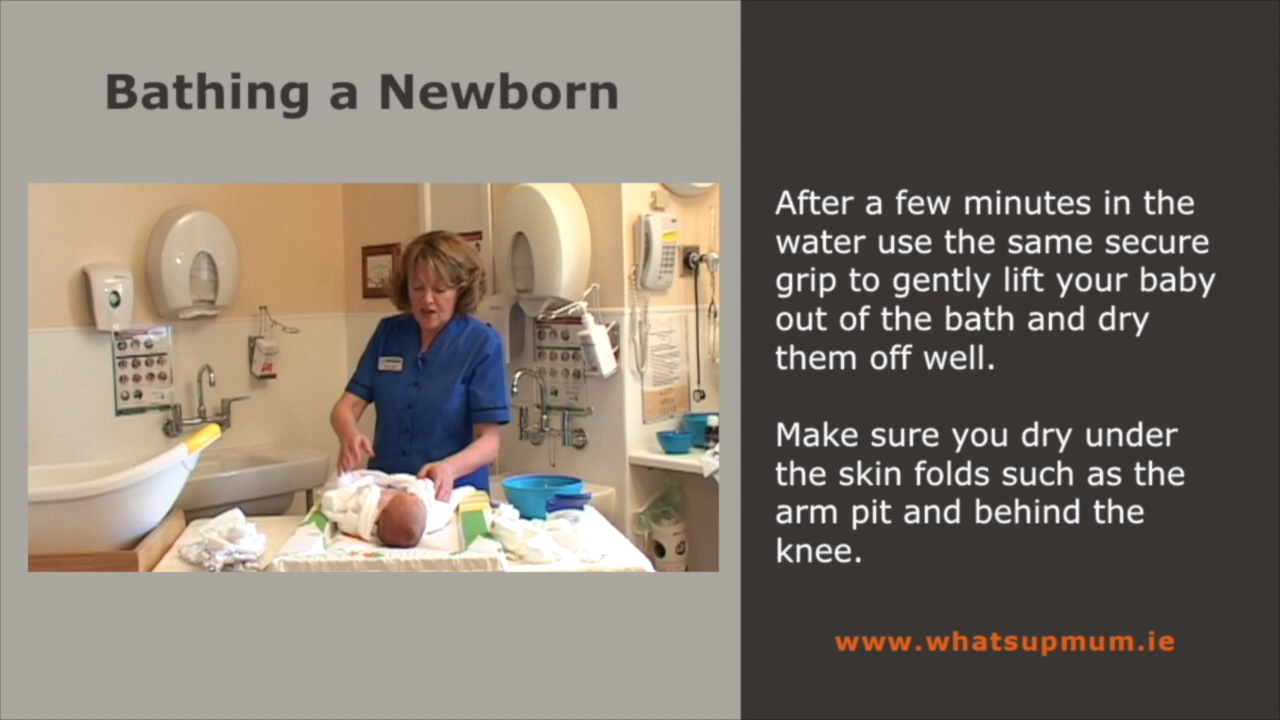 Bathing a Newborn
After a few minutes in the
water use the same secure
grip to gently lift your baby
out of the bath and dry
them off well.
Make sure you dry under
the skin folds such as the
arm pit and behind the
knee.
www.whatsupmum.ie